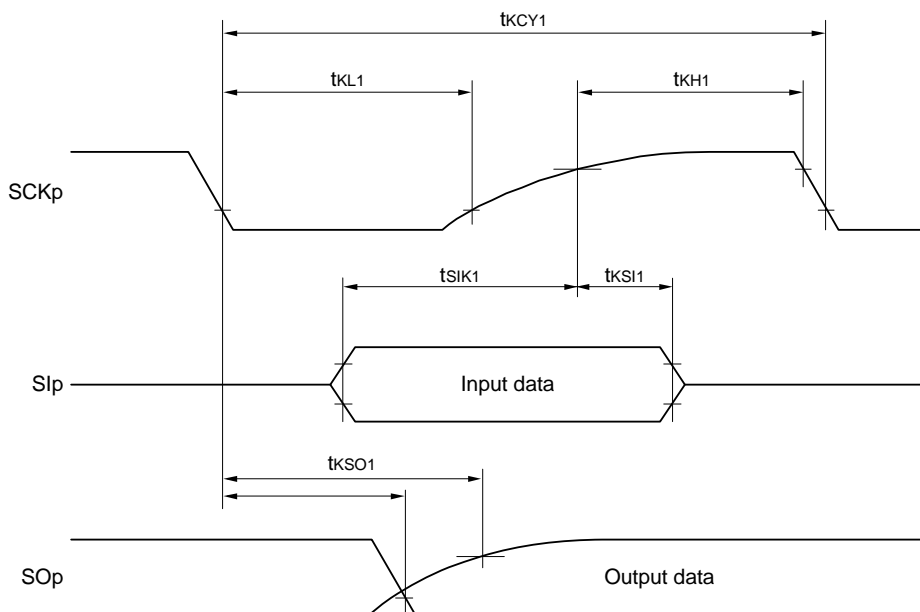 tKCY1
tKL1
tKH1
SCKp
tSIK1
tKSI1
SIp
Input data
tKSO1
SOp
Output data